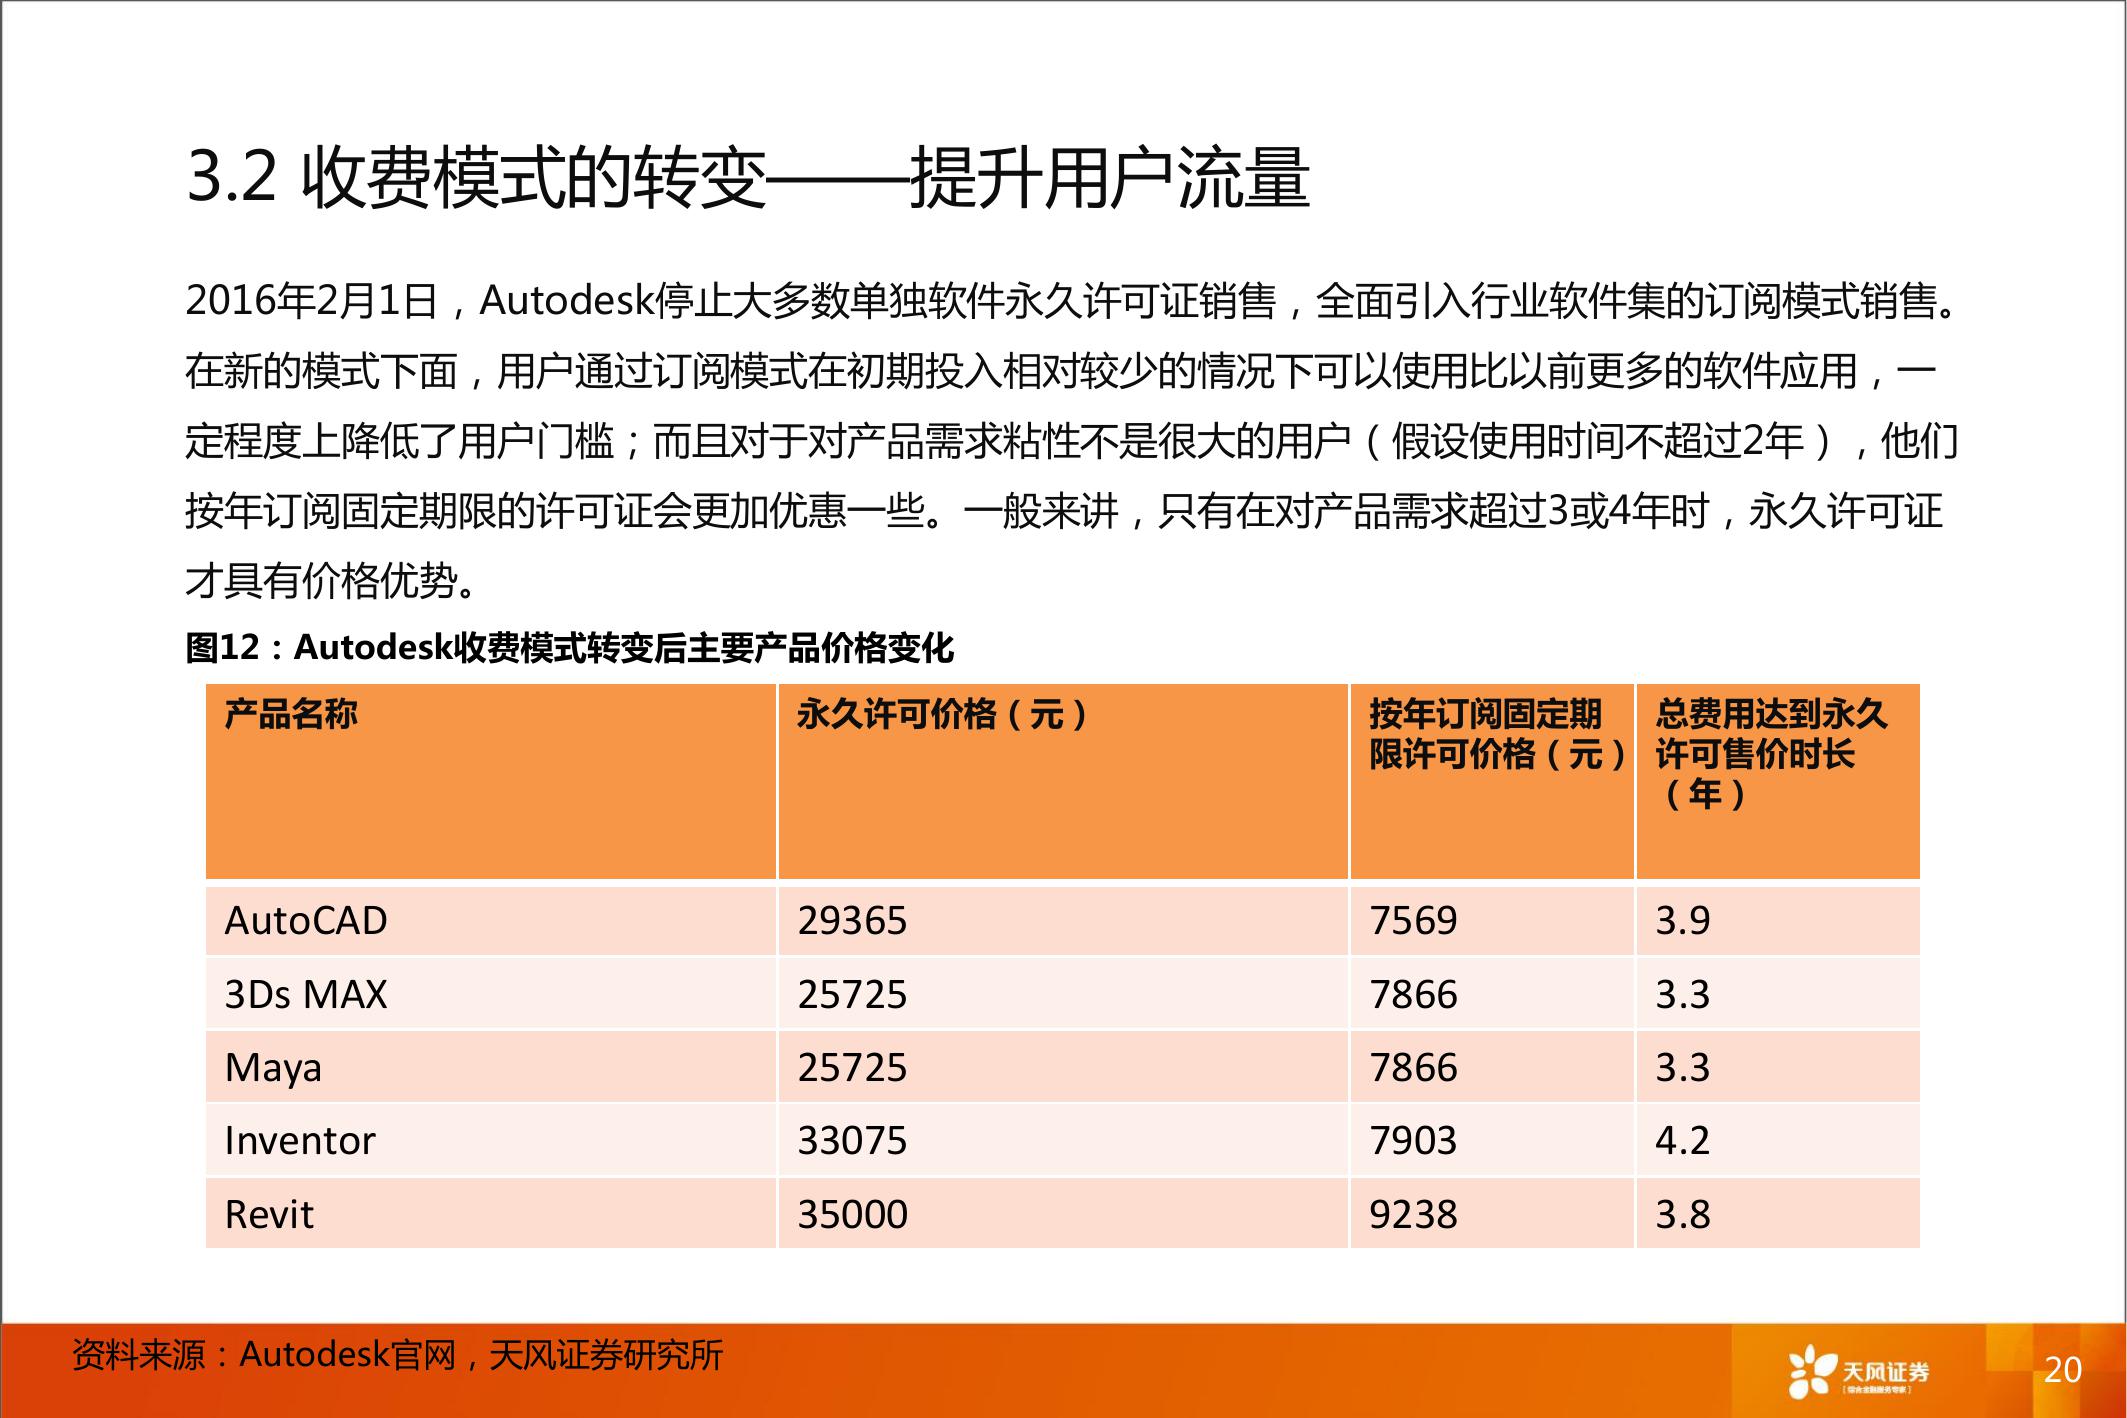 3.2 收费模式的转变——提升用户流量
2016年2月1日，Autodesk停止大多数单独软件永久许可证销售，全面引入行业软件集的订阅模式销售。
在新的模式下面，用户通过订阅模式在初期投入相对较少的情况下可以使用比以前更多的软件应用，一
定程度上降低了用户门槛；而且对于对产品需求粘性不是很大的用户（假设使用时间不超过2年），他们
按年订阅固定期限的许可证会更加优惠一些。一般来讲，只有在对产品需求超过3或4年时，永久许可证
才具有价格优势。
图12：Autodesk收费模式转变后主要产品价格变化
产品名称 永久许可价格（元） 按年订阅固定期 总费用达到永久
限许可价格（元） 许可售价时长
（年）
AutoCAD 29365 7569 3.9
3Ds MAX 25725 7866 3.3
Maya 25725 7866 3.3
Inventor 33075 7903 4.2
Revit 35000 9238 3.8
资料来源：Autodesk官网，天风证券研究所
天风证券
[综合金融服务专家]
20